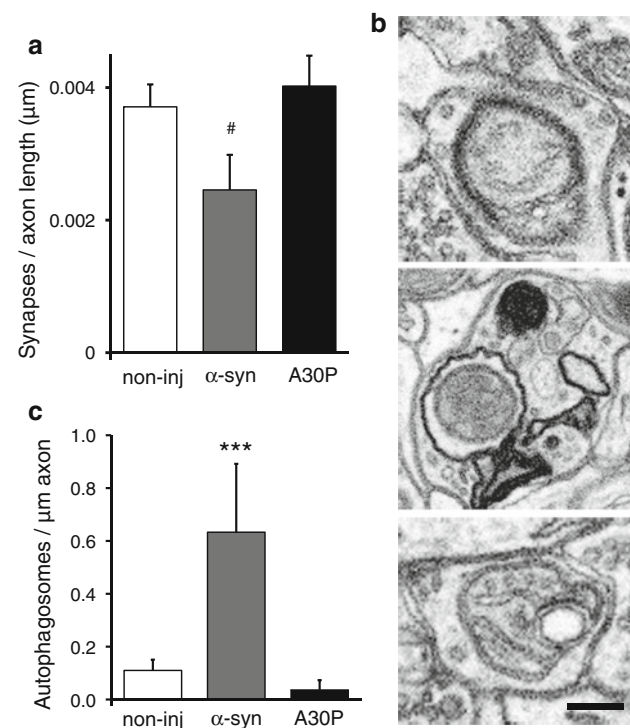 a
Synapses / axon length (μm)
0.004
0.002
0
#
non-inj α-syn A30P
b
c
Autophagosomes / μm axon
1.0
0.8
0.6
0.4
0.2
0.0
***
non-inj α-syn A30P